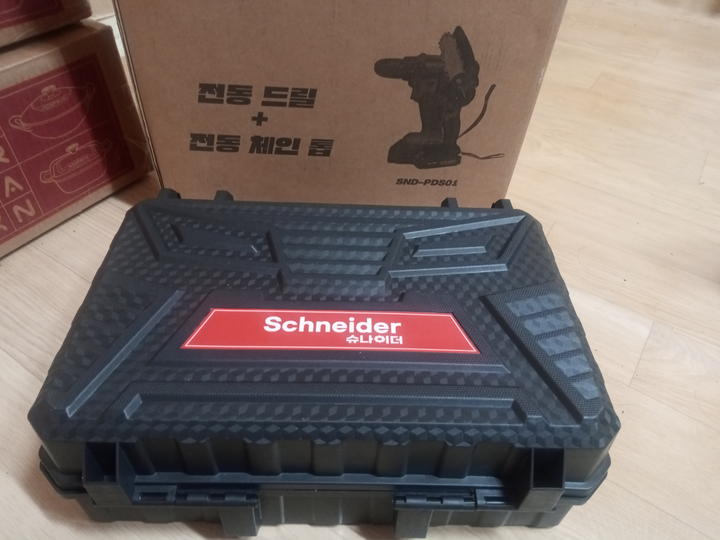 전동 드릴
+
전동 체인 톱
SND-PDS01
Schneider
슈나이더